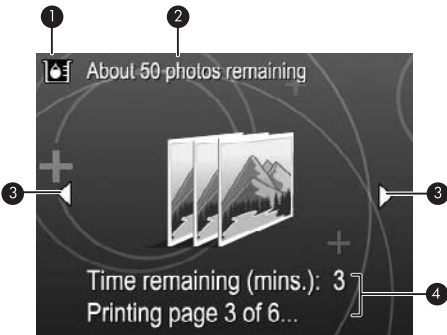 1 2
About 50 photos remaining
3 3
Time remaining (mins.): 3
Printing page 3 of 6...
4